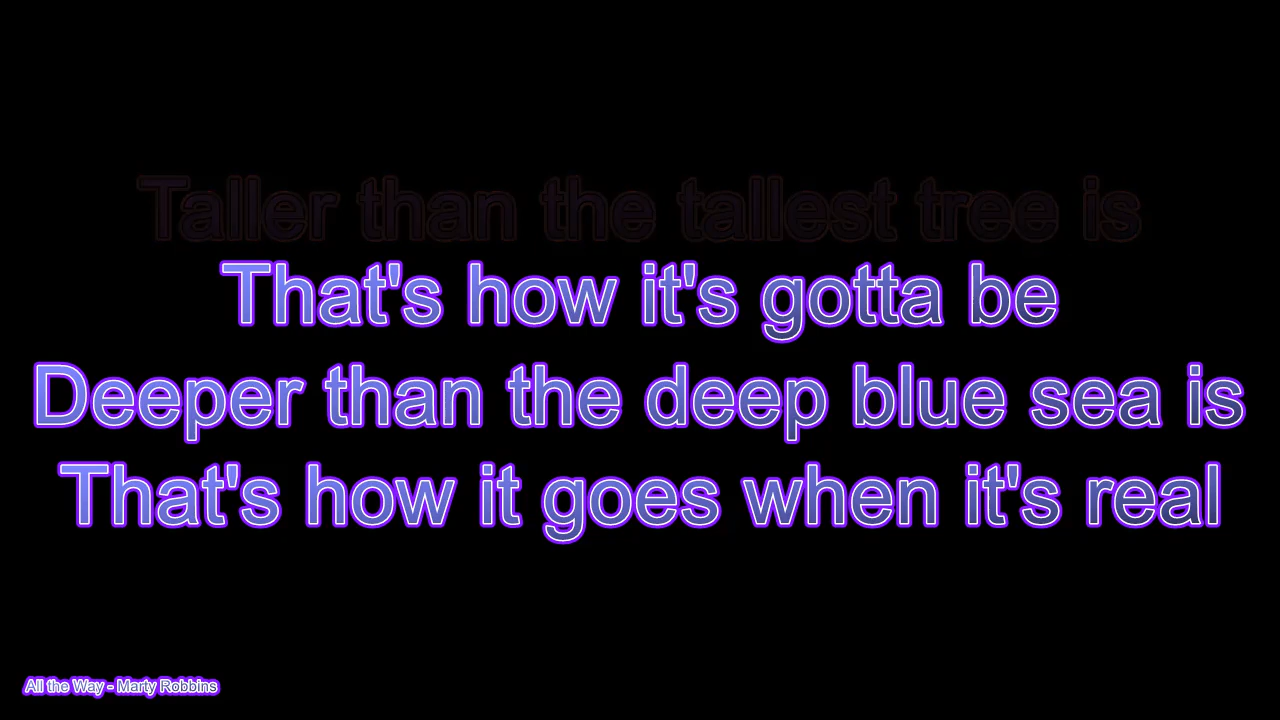 Taller than the tallest tree is
That's how it's gotta be
Deeper than the deep blue sea is
That's how it goes when it's real
All the Way - Marty Robbins